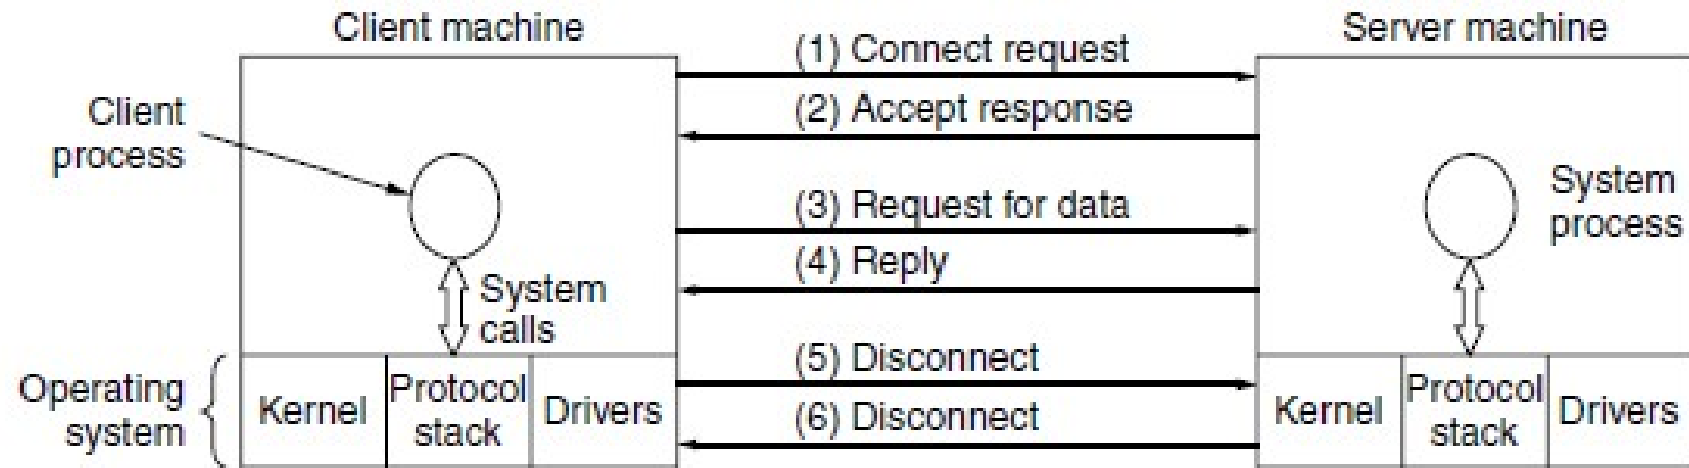 Client machine
Server machine
(1) Connect request
(2) Accept response
Client
process
(3) Request for data
System
process
(4) Reply
System
calls
(5) Disconnect
Operating
system
Kernel
Protocol
stack
Drivers
(6) Disconnect
Kernel
Protocol
stack
Drivers